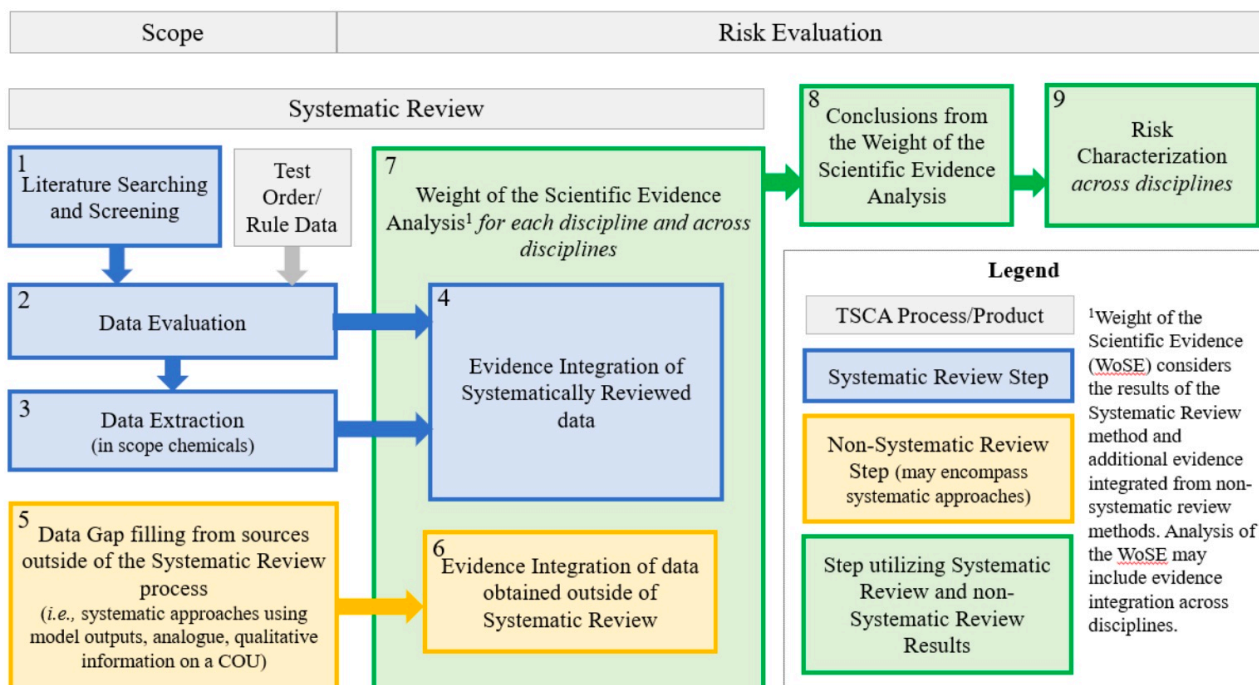 Scope
Risk Evaluation
Systematic Review
1
Literature Searching
and Screening
Test
Order/
Rule Data
2
Data Evaluation
3
Data Extraction
(in scope chemicals)
5
Data Gap filling from sources
outside of the Systematic Review
process
(i.e., systematic approaches using
model outputs, analogue, qualitative
information on a COU)
7
Weight of the Scientific Evidence
Analysis¹ for each discipline and across
disciplines
4
Evidence Integration of
Systematically Reviewed
data
6
Evidence Integration of data
obtained outside of
Systematic Review
8
Conclusions from
the Weight of the
Scientific Evidence
Analysis
9
Risk
Characterization
across disciplines
Legend
TSCA Process/Product
Systematic Review Step
Non-Systematic Review
Step (may encompass
systematic approaches)
Step utilizing Systematic
Review and non-
Systematic Review
Results
¹Weight of the
Scientific Evidence
(WoSE) considers
the results of the
Systematic Review
method and
additional evidence
integrated from non-
systematic review
methods. Analysis of
the WoSE may
include evidence
integration across
disciplines.